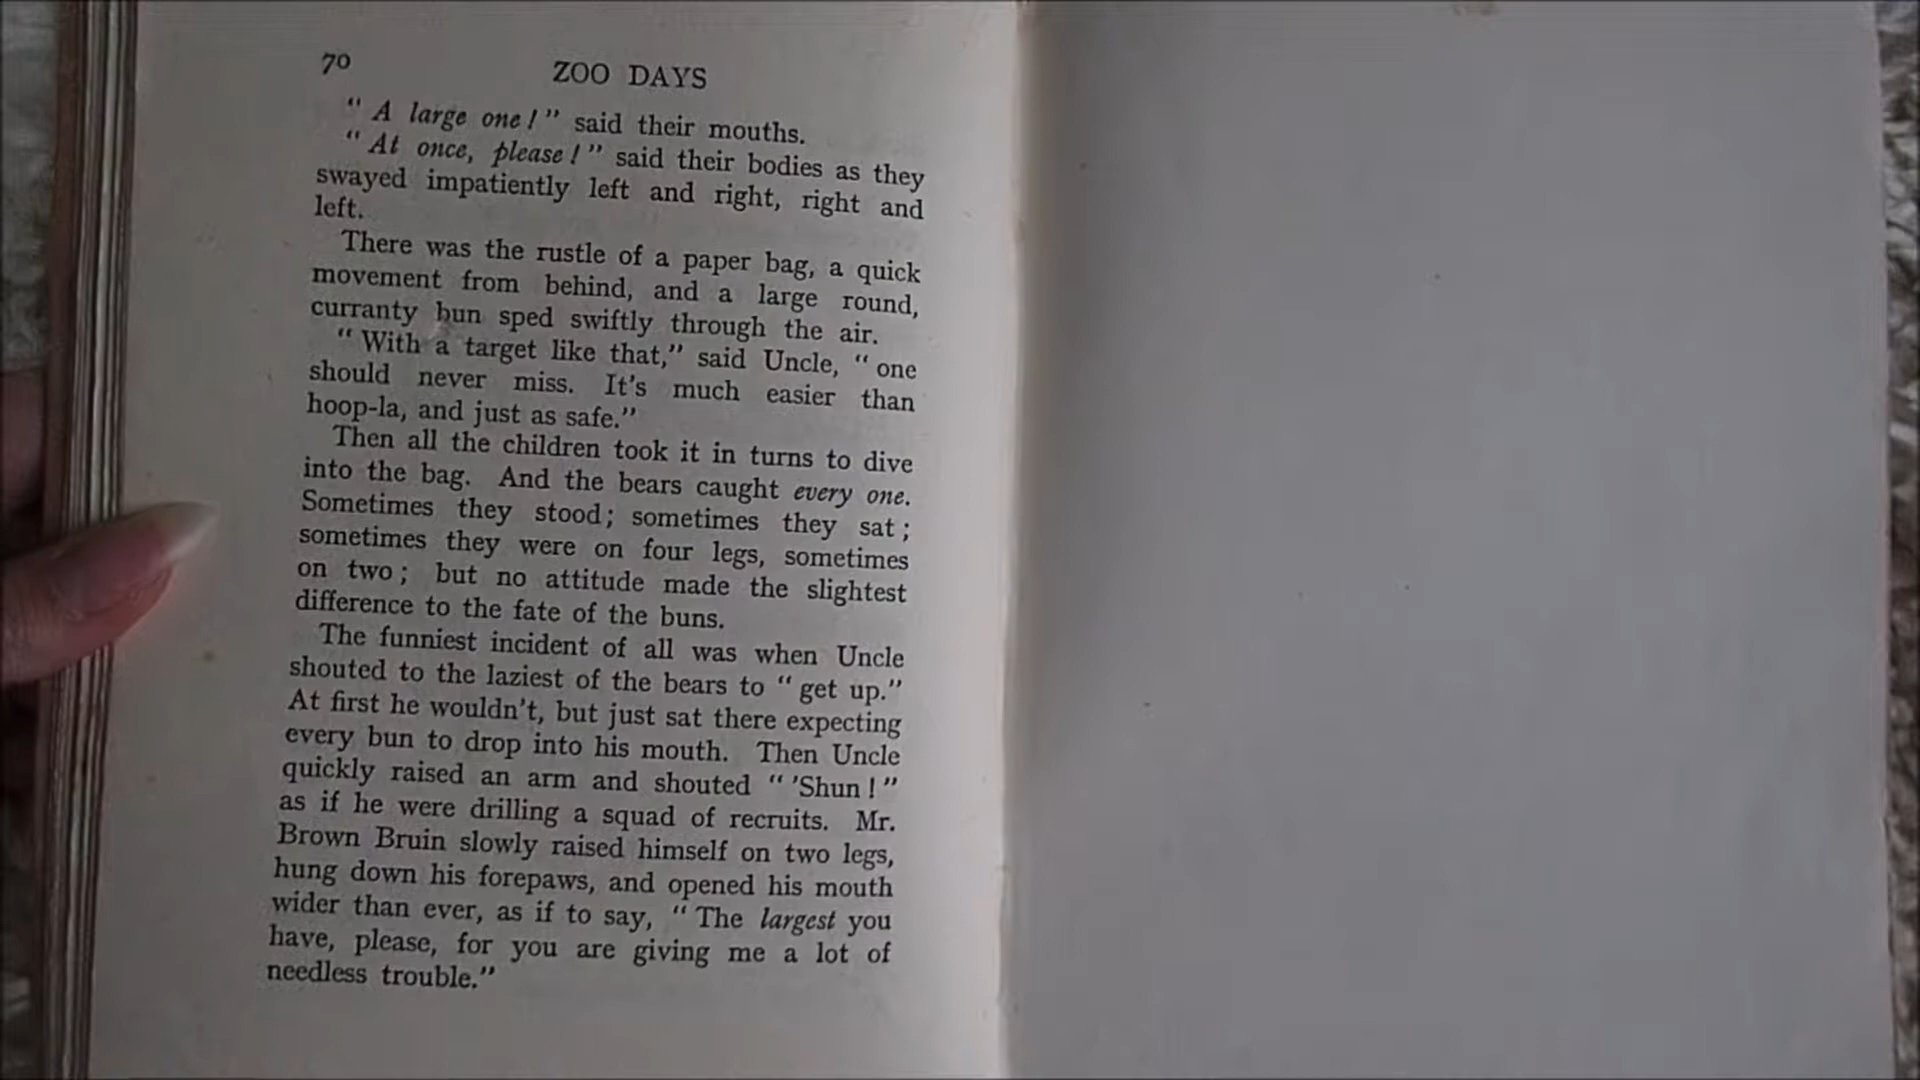 70
ZOO DAYS
“ A large one ! ” said their mouths.
“ At once, please ! ” said their bodies as they
swayed impatiently left and right, right and
left.
There was the rustle of a paper bag, a quick
movement from behind, and a large round,
curranty bun sped swiftly through the air.
“ With a target like that,” said Uncle, “ one
should never miss. It’s much easier than
hoop-la, and just as safe.”
Then all the children took it in turns to dive
into the bag. And the bears caught every one.
Sometimes they stood ; sometimes they sat ;
sometimes they were on four legs, sometimes
on two ; but no attitude made the slightest
difference to the fate of the buns.
The funniest incident of all was when Uncle
shouted to the laziest of the bears to “ get up.”
At first he wouldn’t, but just sat there expecting
every bun to drop into his mouth. Then Uncle
quickly raised an arm and shouted “ ’Shun ! ”
as if he were drilling a squad of recruits. Mr.
Brown Bruin slowly raised himself on two legs,
hung down his forepaws, and opened his mouth
wider than ever, as if to say, “ The largest you
have, please, for you are giving me a lot of
needless trouble.”